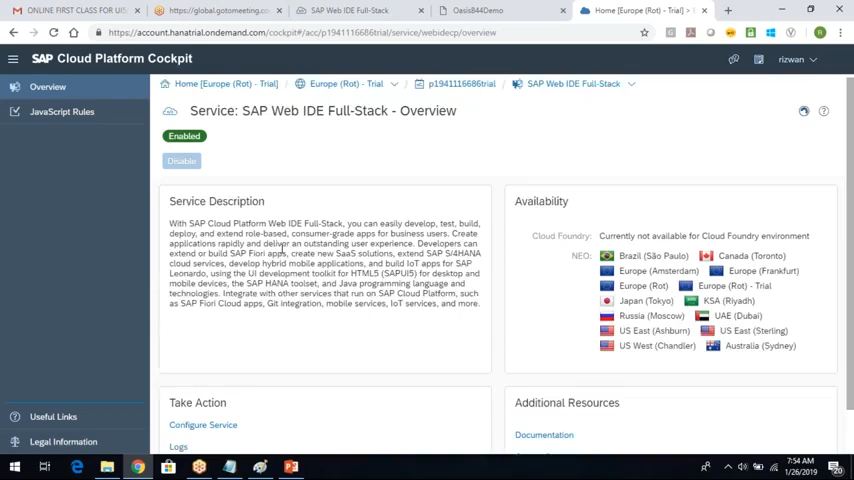 ONLINE FIRST CLASS FOR UI5
https://global.gotomeeting.co
SAP Web IDE Full-Stack
Oasis844Demo
Home [Europe (Rot) - Trial]
https://account.hanatrial.ondemand.com/cockpit#/acc/p1941116686trial/service/webidecp/overview
SAP Cloud Platform Cockpit
rizwan
Overview
JavaScript Rules
Home [Europe (Rot) - Trial] / Europe (Rot) - Trial / p1941116686trial / SAP Web IDE Full-Stack
Service: SAP Web IDE Full-Stack - Overview
Enabled
Disable
Service Description
With SAP Cloud Platform Web IDE Full-Stack, you can easily develop, test, build,
deploy, and extend role-based, consumer-grade apps for business users. Create
applications rapidly and deliver an outstanding user experience. Developers can
extend or build SAP Fiori apps, create new SaaS solutions, extend SAP S/4HANA
cloud services, develop hybrid mobile applications, and build IoT apps for SAP
Leonardo, using the UI development toolkit for HTML5 (SAPUI5) for desktop and
mobile devices, the SAP HANA toolset, and Java programming language and
technologies. Integrate with other services that run on SAP Cloud Platform, such
as SAP Fiori Cloud apps, Git integration, mobile services, IoT services, and more.
Availability
Cloud Foundry: Currently not available for Cloud Foundry environment
NEO: Brazil (São Paulo) Canada (Toronto)
Europe (Amsterdam) Europe (Frankfurt)
Europe (Rot) Europe (Rot) - Trial
Japan (Tokyo) KSA (Riyadh)
Russia (Moscow) UAE (Dubai)
US East (Ashburn) US East (Sterling)
US West (Chandler) Australia (Sydney)
Take Action
Configure Service
Logs
Additional Resources
Documentation
Useful Links
Legal Information
7:54 AM
1/26/2019
20